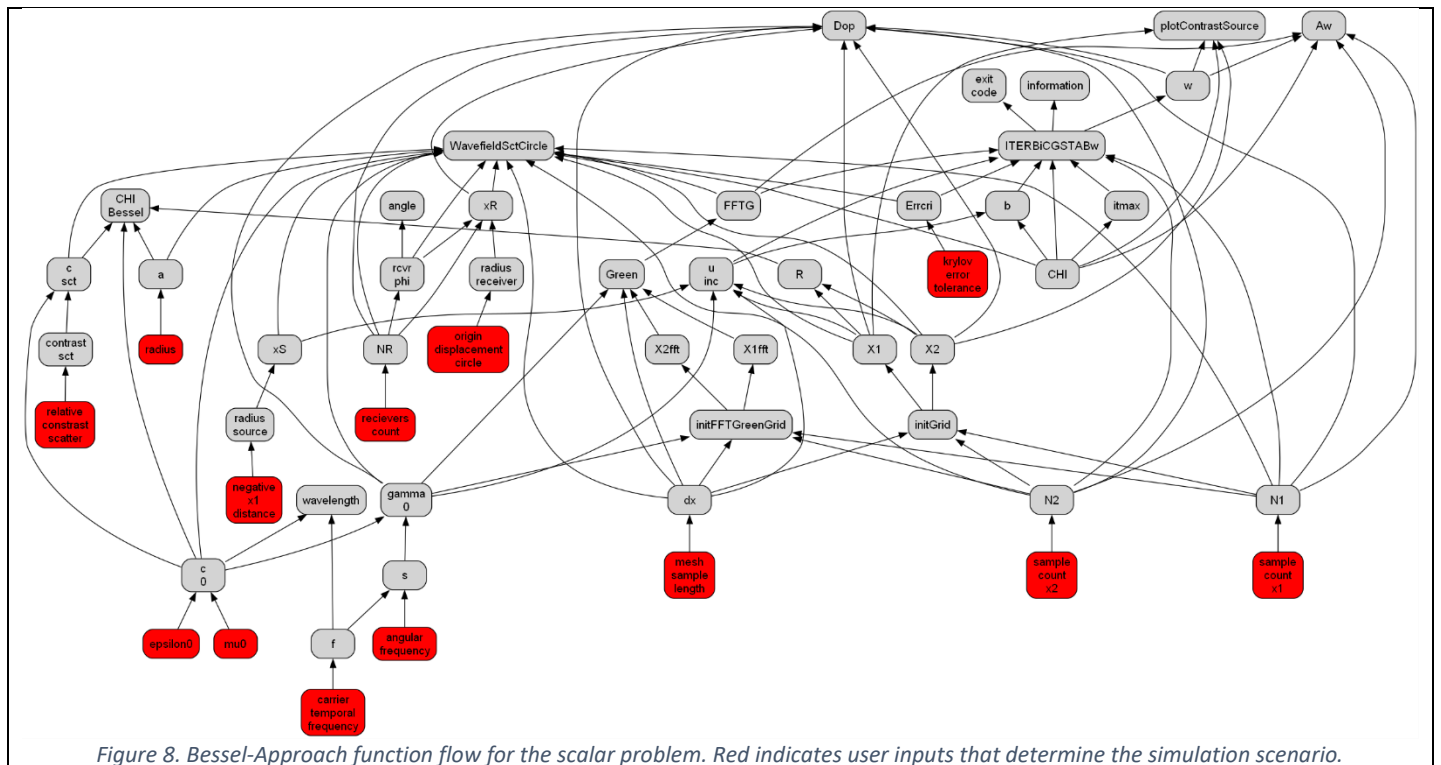 Dop
plotContrastSource
Aw
exit
code
information
w
WavefieldSctCircle
ITERBiCGSTABw
CHI
Bessel
angle
xR
FFTG
Errcri
b
itmax
c
sct
a
rcvr
phi
radius
receiver
Green
u
inc
R
krylov
error
tolerance
CHI
contrast
sct
radius
xS
NR
origin
displacement
circle
X2fft
X1fft
X1
X2
relative
constrast
scatter
radius
source
recievers
count
initFFTGreenGrid
initGrid
negative
x1
distance
wavelength
gamma
0
dx
N2
N1
c
0
s
mesh
sample
length
sample
count
x2
sample
count
x1
epsilon0
mu0
f
angular
frequency
carrier
temporal
frequency
Figure 8. Bessel-Approach function flow for the scalar problem. Red indicates user inputs that determine the simulation scenario.